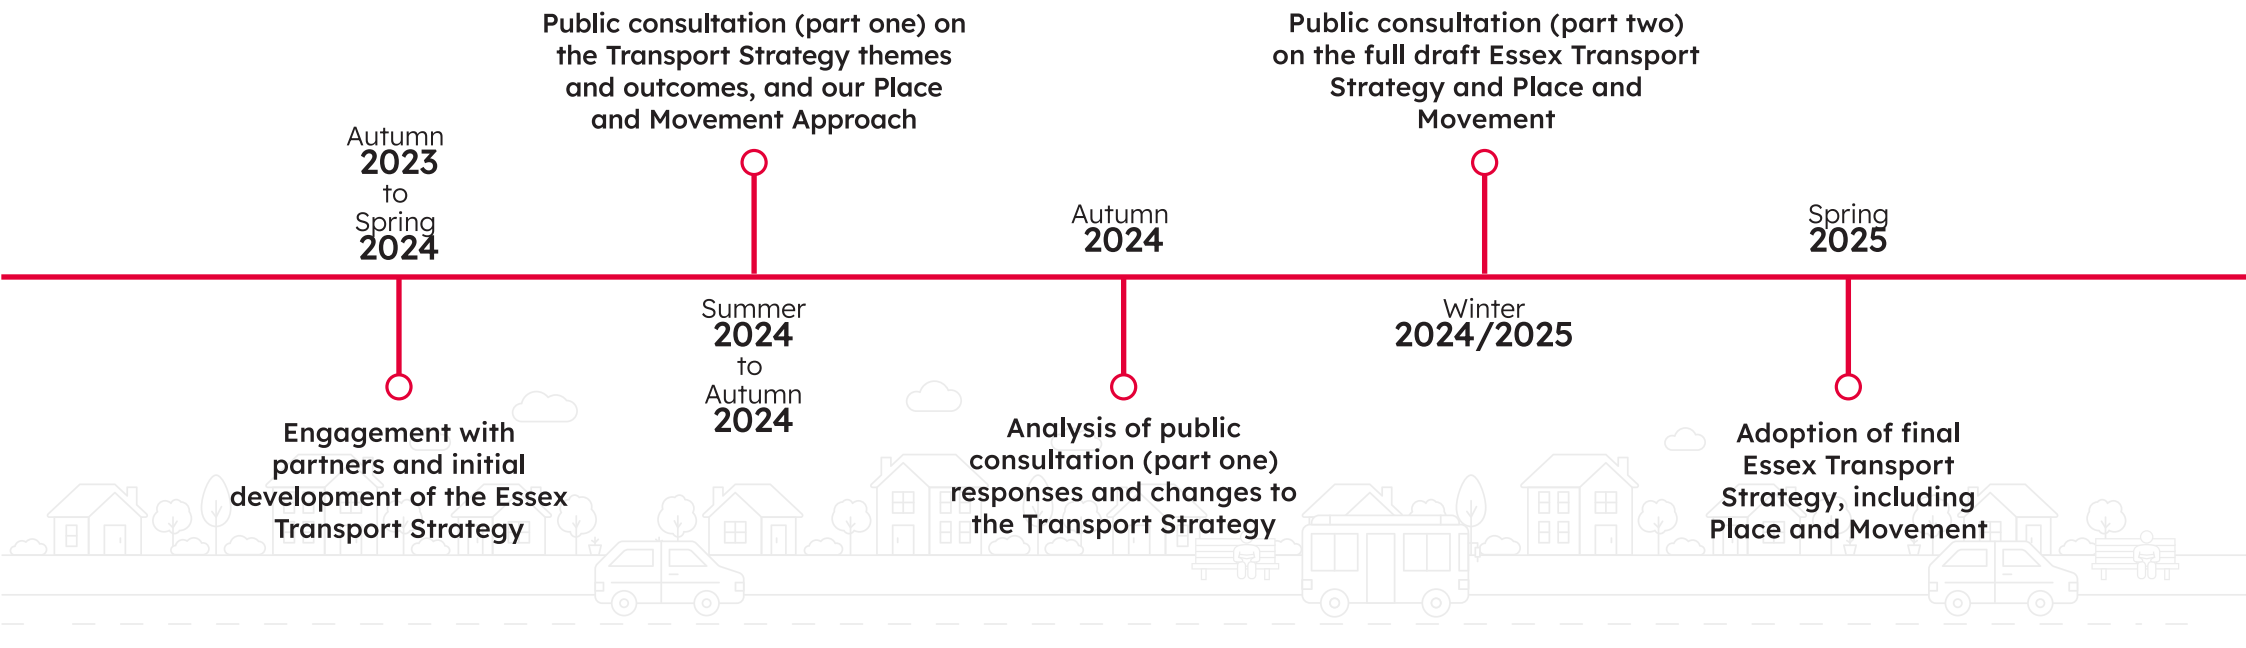 Autumn
2023
to
Spring
2024
Engagement with
partners and initial
development of the Essex
Transport Strategy
Public consultation (part one) on
the Transport Strategy themes
and outcomes, and our Place
and Movement Approach
Summer
2024
to
Autumn
2024
Autumn
2024
Analysis of public
consultation (part one)
responses and changes to
the Transport Strategy
Public consultation (part two)
on the full draft Essex Transport
Strategy and Place and
Movement
Winter
2024/2025
Spring
2025
Adoption of final
Essex Transport
Strategy, including
Place and Movement